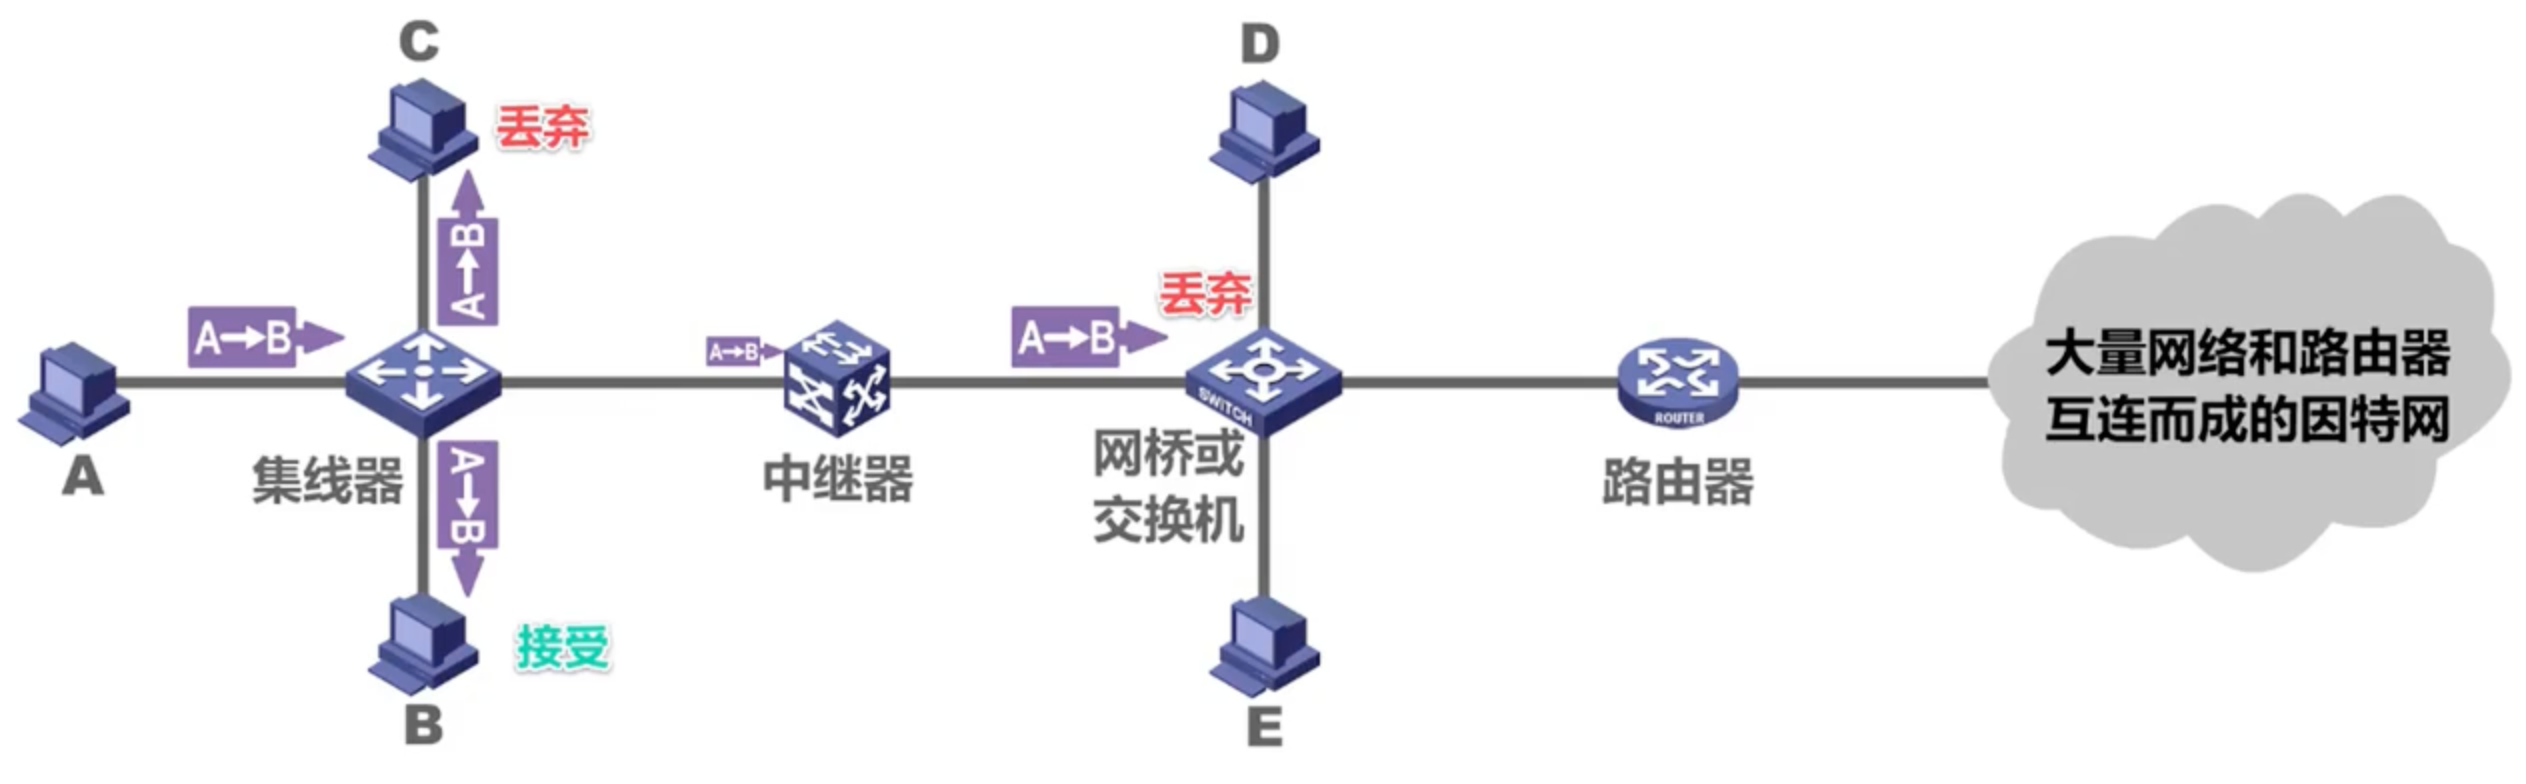 C
D
丢弃
A→B
A→B
丢弃
A→B
A→B
SWITCH
ROUTER
大量网络和路由器
互连而成的因特网
A
集线器
A→B
中继器
网桥或
交换机
路由器
接受
B
E